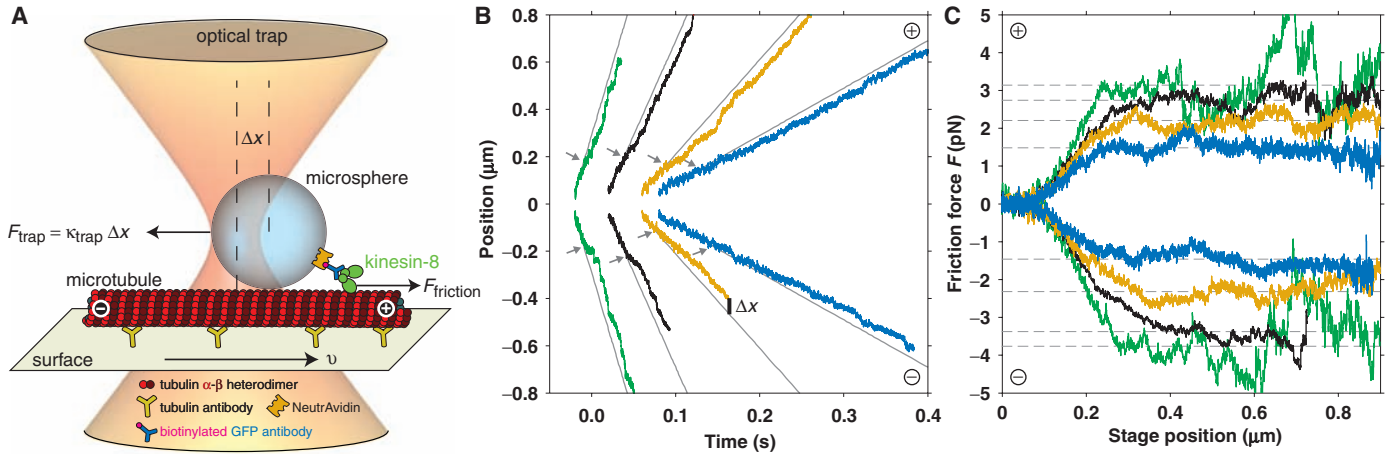 A
optical trap
Δx
microsphere
F_trap = κ_trap Δx
kinesin-8
microtubule
F_friction
−
+
surface
υ
tubulin α-β heterodimer
tubulin antibody
NeutrAvidin
biotinylated GFP antibody
B
0.8
0.6
0.4
0.2
0.0
−0.2
−0.4
−0.6
−0.8
Position (μm)
+
Δx
−
0.0
0.1
0.2
0.3
0.4
Time (s)
C
5
4
3
2
1
0
−1
−2
−3
−4
−5
Friction force F (pN)
+
−
0
0.2
0.4
0.6
0.8
Stage position (μm)